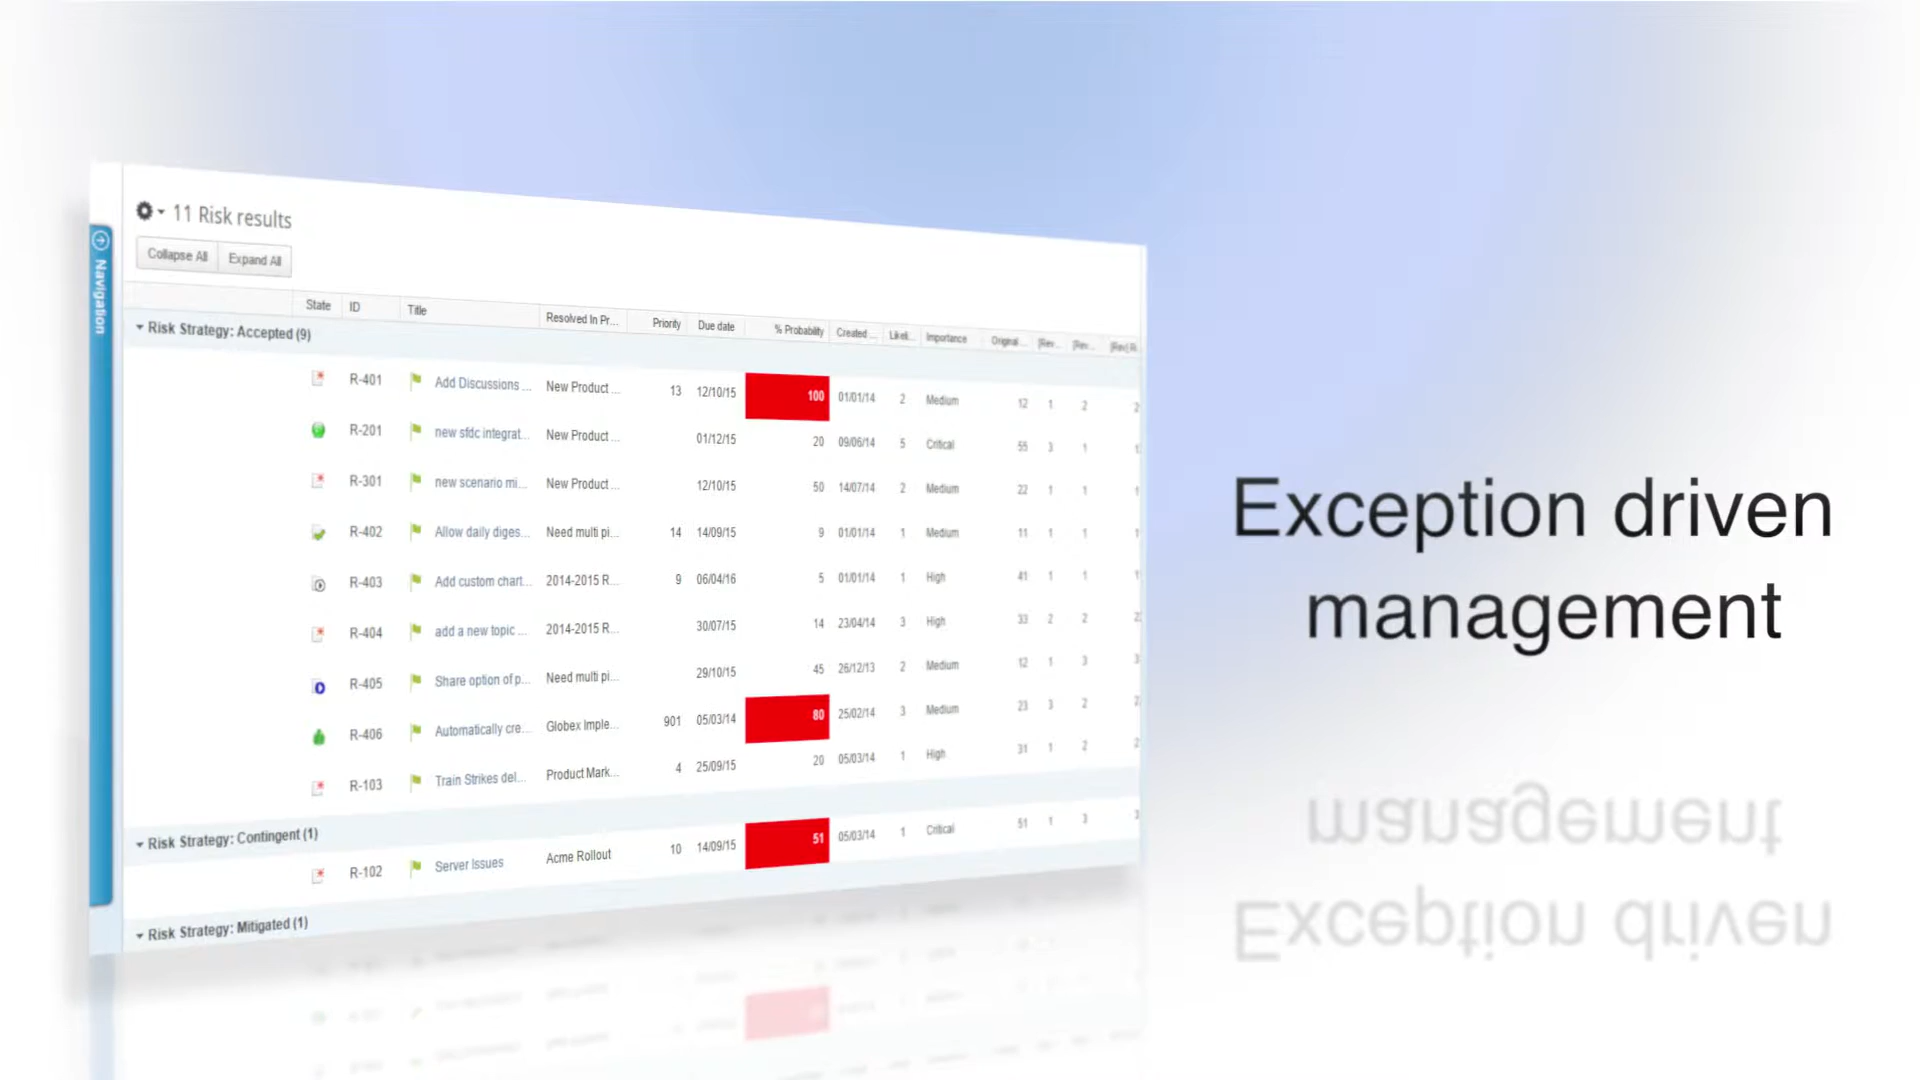 11 Risk results
Collapse All Expand All
Navigation
State ID Title Resolved In Pr... Priority Due date % Probability Created ... Likeli... Importance Original ... [Rev... [Rev... [Rev] Ri
Risk Strategy: Accepted (9)
R-401 Add Discussions ... New Product ... 13 12/10/15 100 01/01/14 2 Medium 12 1 2
R-201 new sfdc integrat... New Product ... 01/12/15 20 09/06/14 5 Critical 55 3 1
R-301 new scenario mi... New Product ... 12/10/15 50 14/07/14 2 Medium 22 1 1
R-402 Allow daily diges... Need multi pi... 14 14/09/15 9 01/01/14 1 Medium 11 1 1
R-403 Add custom chart... 2014-2015 R... 9 06/04/16 5 01/01/14 1 High 41 1 1
R-404 add a new topic ... 2014-2015 R... 30/07/15 14 23/04/14 3 High 33 2 2
R-405 Share option of p... Need multi pi... 29/10/15 45 26/12/13 2 Medium 12 1 3
R-406 Automatically cre... Globex Imple... 901 05/03/14 80 25/02/14 3 Medium 23 3 2
R-103 Train Strikes del... Product Mark... 4 25/09/15 20 05/03/14 1 High 31 1 2
Risk Strategy: Contingent (1)
R-102 Server Issues Acme Rollout 10 14/09/15 51 05/03/14 1 Critical 51 1 3
Risk Strategy: Mitigated (1)
Exception driven
management